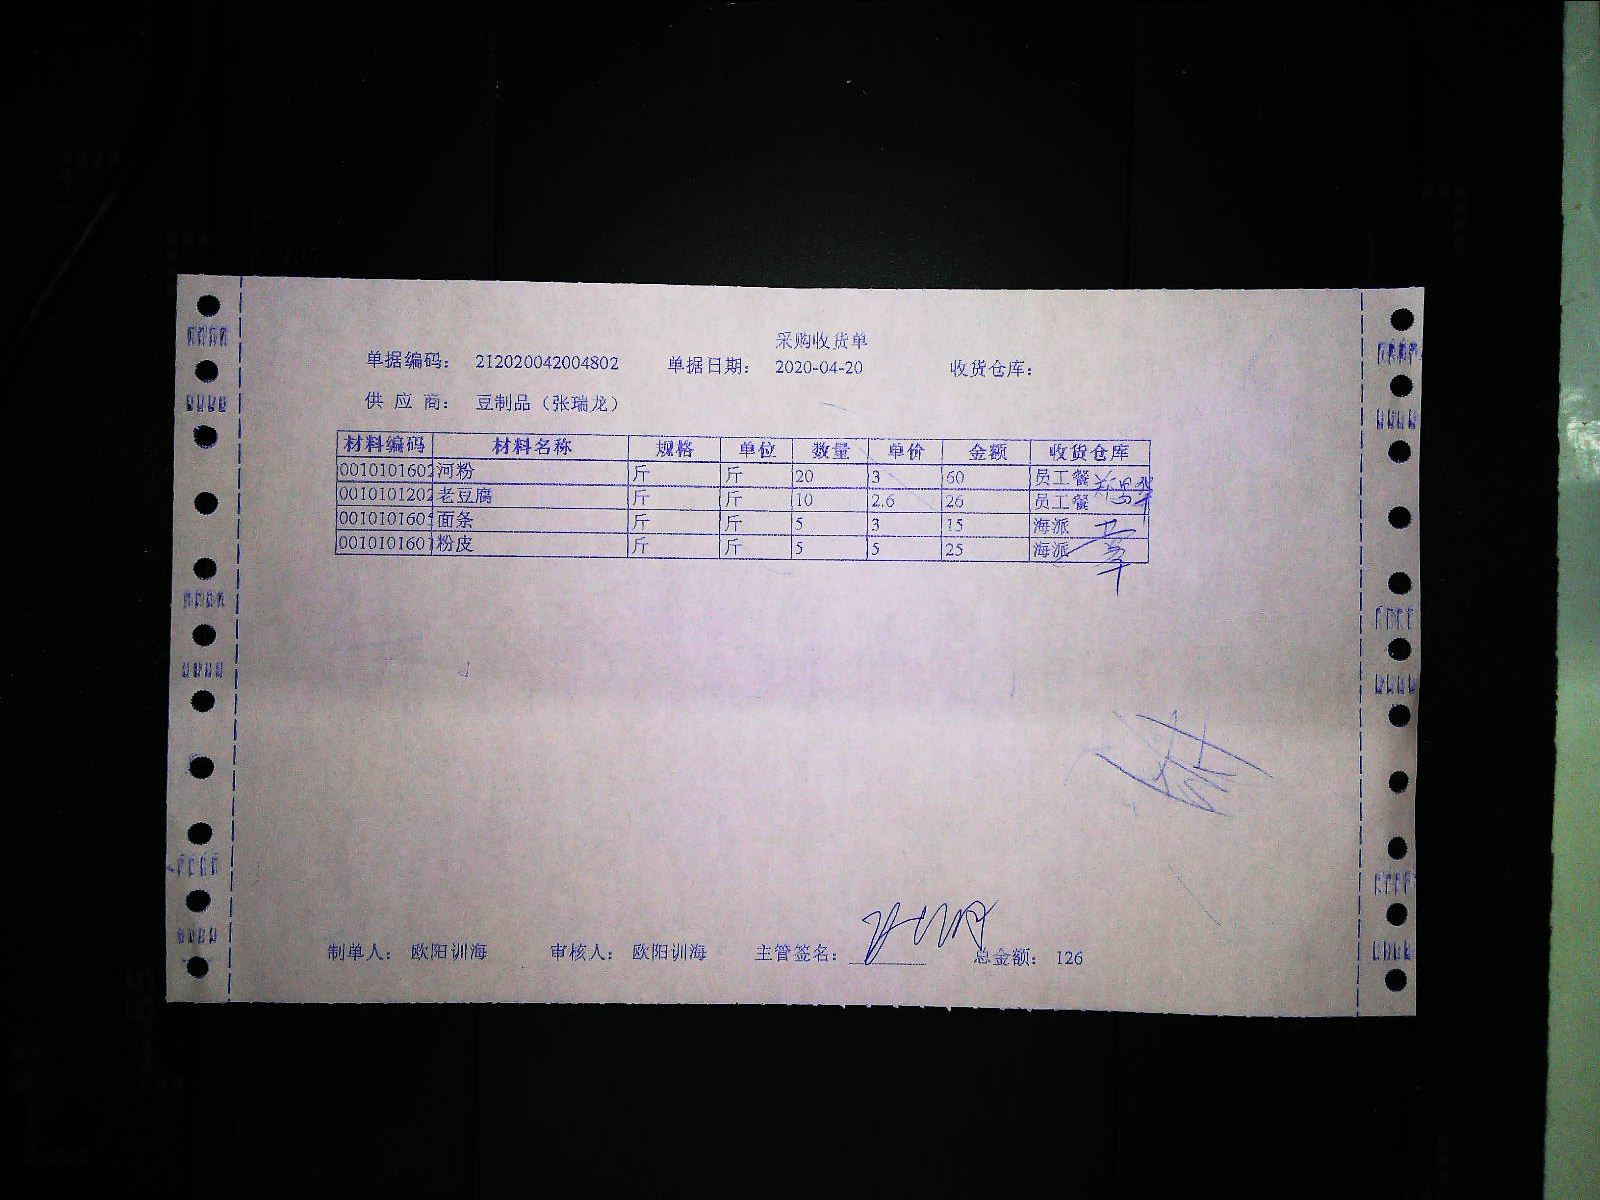 采购收货单
单据编码： 212020042004802 单据日期： 2020-04-20 收货仓库：
供 应 商： 豆制品（张瑞龙）
材料编码 材料名称 规格 单位 数量 单价 金额 收货仓库
0010101602 河粉 斤 斤 20 3 60 员工餐
0010101202 老豆腐 斤 斤 10 2.6 26 员工餐
001010160 面条 斤 斤 5 3 15 海派
001010160 粉皮 斤 斤 5 5 25 海派
制单人： 欧阳训海 审核人： 欧阳训海 主管签名： 总金额： 126